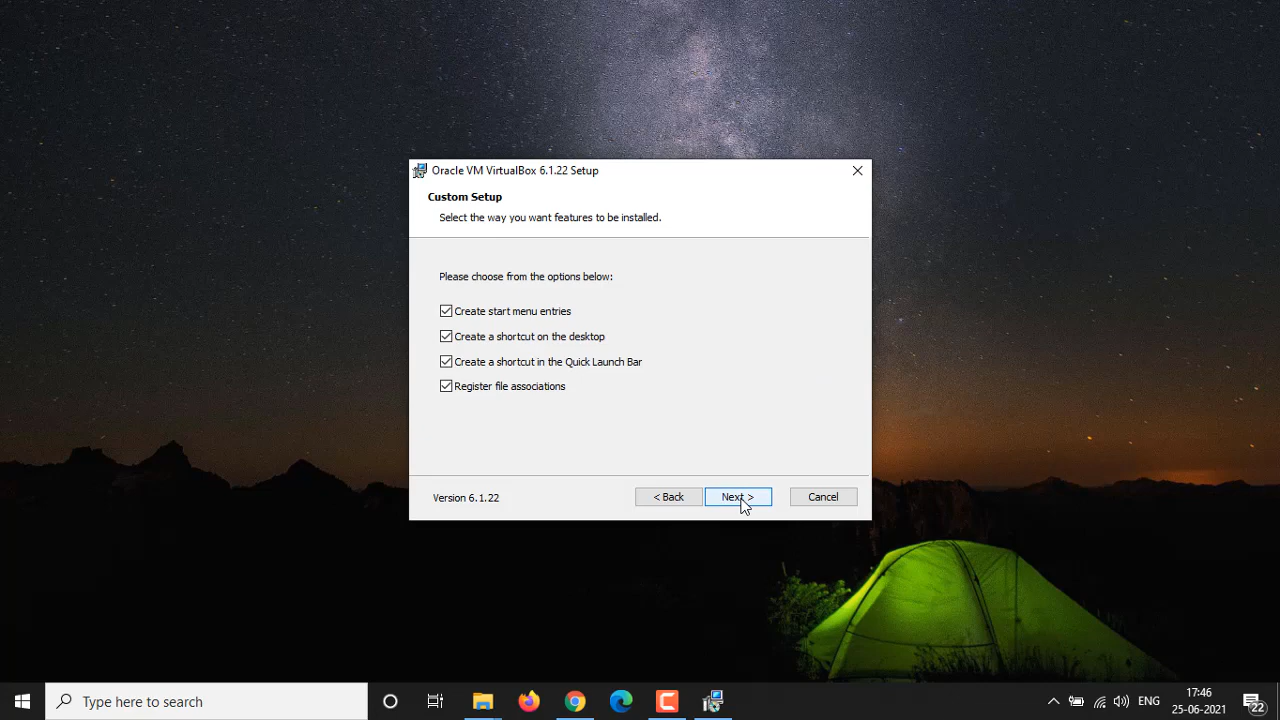 Oracle VM VirtualBox 6.1.22 Setup
Custom Setup
Select the way you want features to be installed.
Please choose from the options below:
Create start menu entries
Create a shortcut on the desktop
Create a shortcut in the Quick Launch Bar
Register file associations
Version 6.1.22
< Back
Next >
Cancel
Type here to search
ENG
17:46
25-06-2021
22